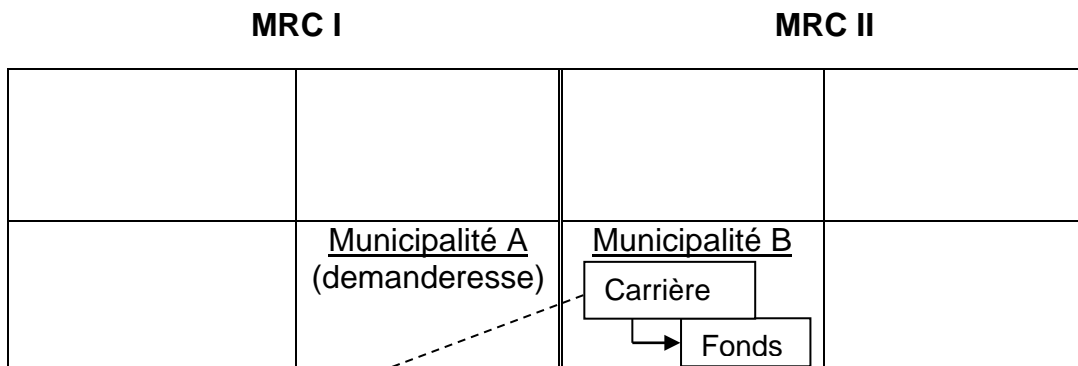 MRC I MRC II
Municipalité A Municipalité B
(demanderesse)
Carrière
Fonds